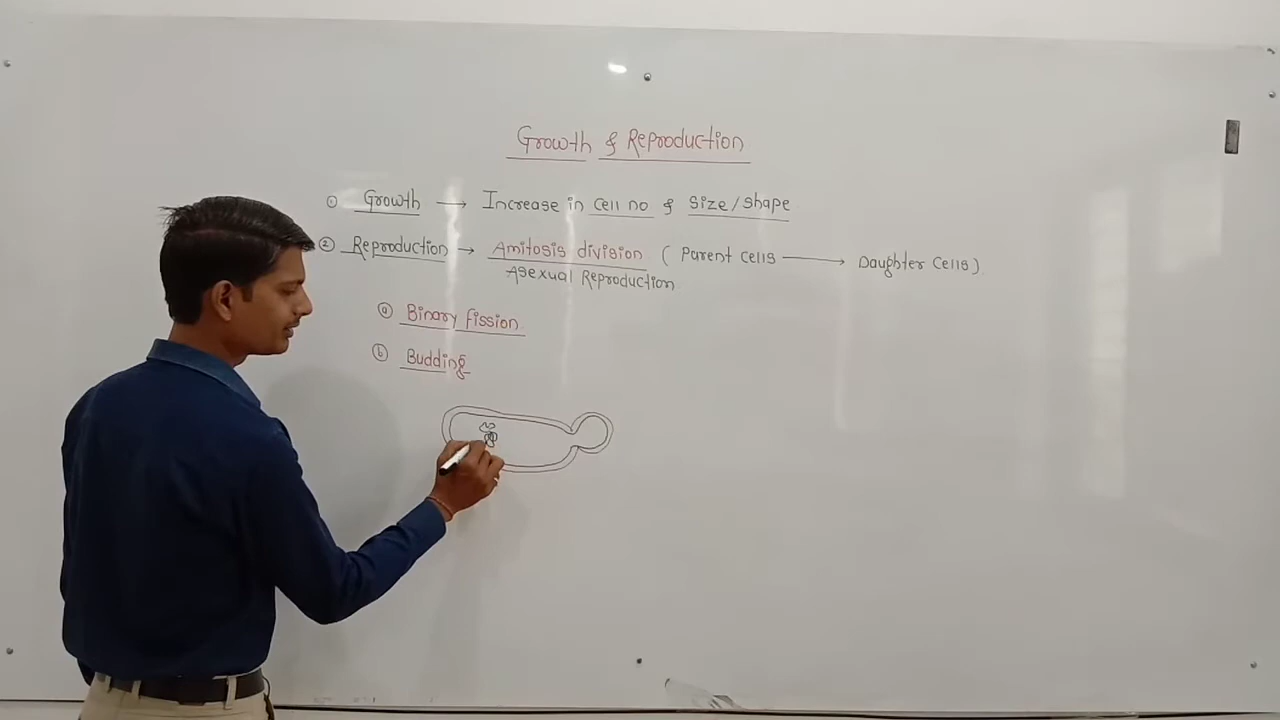 Growth & Reproduction
① Growth → Increase in Cell no & Size/shape
② Reproduction → Amitosis division ( Parent Cells → Daughter Cells)
Asexual Reproduction
ⓐ Binary fission
ⓑ Budding